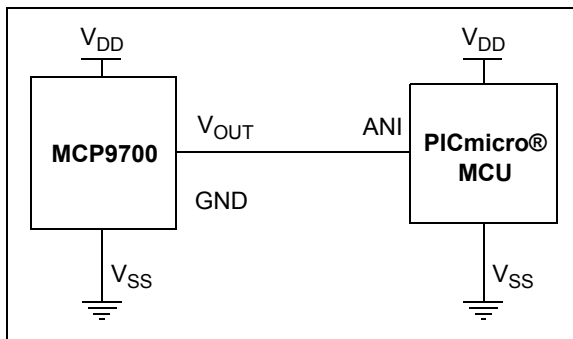 VDD
VDD
MCP9700
VOUT
ANI
PICmicro®
MCU
GND
VSS
VSS